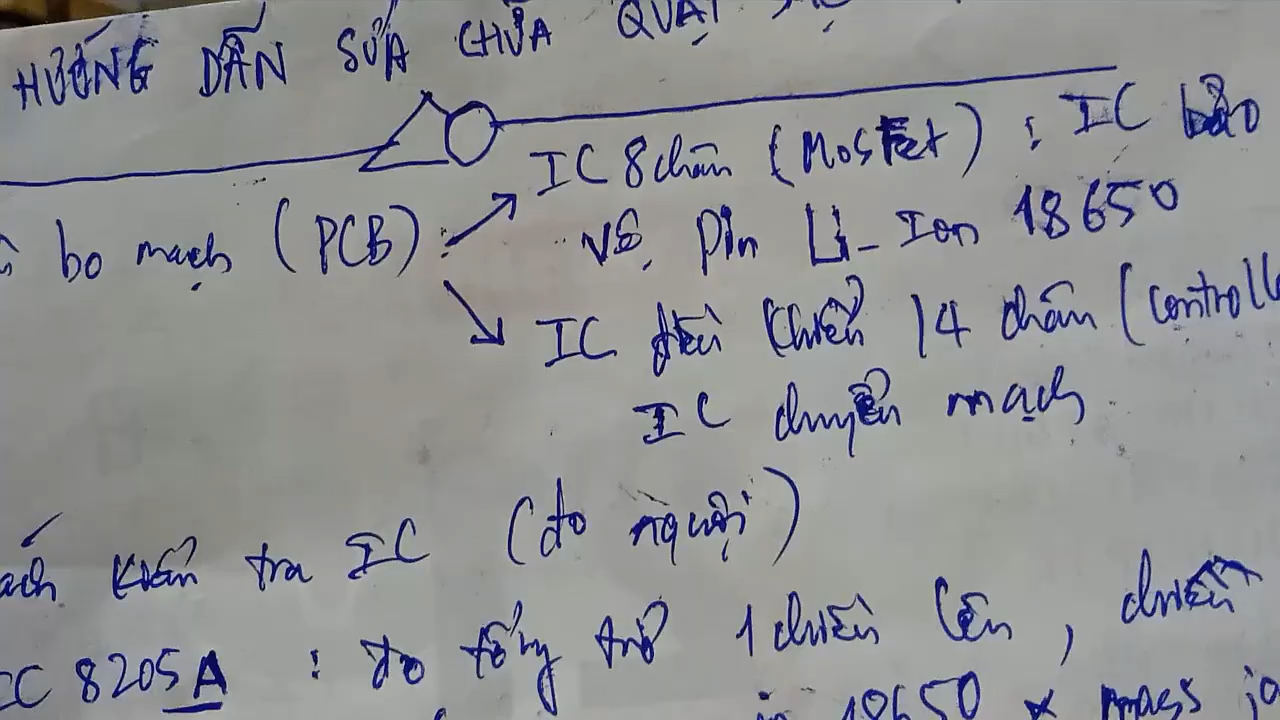 HƯỚNG DẪN SỬA CHỮA QUẠT
IC 8 chân (Mosfet) : IC bảo
vệ pin Li-Ion 18650
bo mạch (PCB) :
IC điều khiển 14 chân (Controlle
IC chuyển mạch
kiểm tra IC (đo nguội)
IC 8205A : đo tổng trở 1 chiều lên , chiều
18650 mass